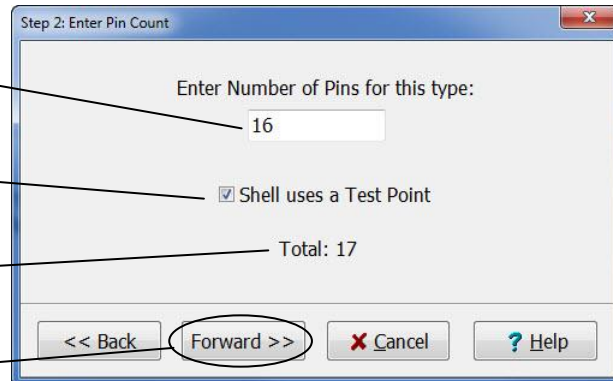 Step 2: Enter Pin Count
Enter Number of Pins for this type:
16
Shell uses a Test Point
Total: 17
<< Back
Forward >>
Cancel
Help